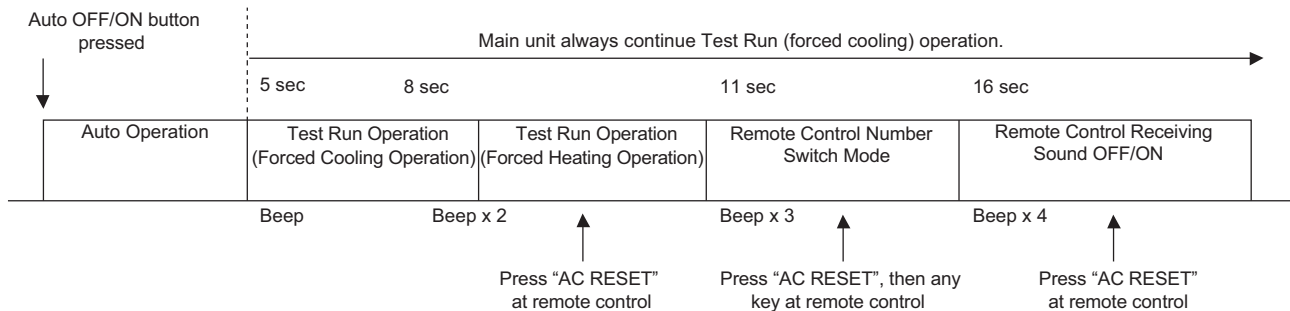 Auto OFF/ON button
pressed
Main unit always continue Test Run (forced cooling) operation.
5 sec
8 sec
11 sec
16 sec
Auto Operation
Test Run Operation
(Forced Cooling Operation)
Test Run Operation
(Forced Heating Operation)
Remote Control Number
Switch Mode
Remote Control Receiving
Sound OFF/ON
Beep
Beep x 2
Beep x 3
Beep x 4
Press “AC RESET”
at remote control
Press “AC RESET”, then any
key at remote control
Press “AC RESET”
at remote control